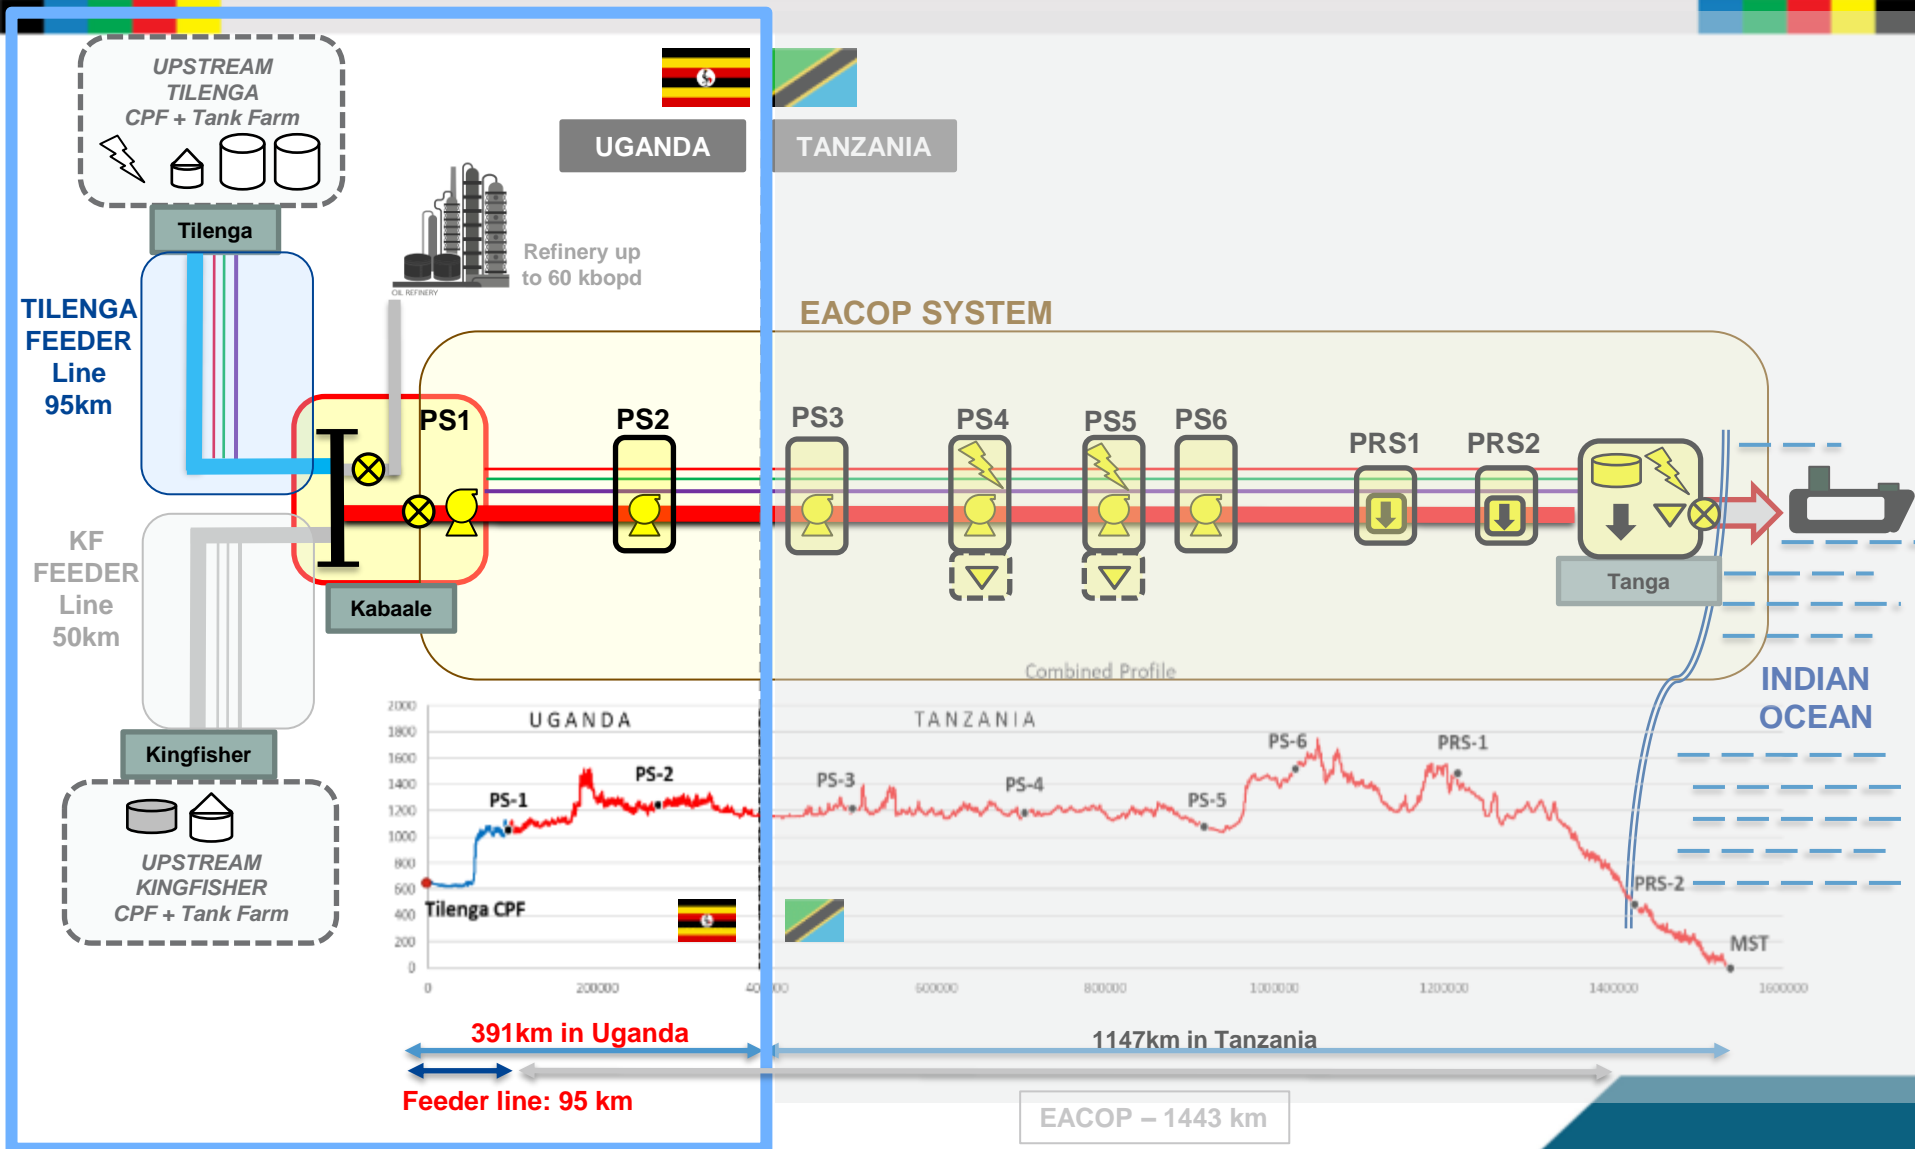 UPSTREAM
TILENGA
CPF + Tank Farm
Tilenga
TILENGA
FEEDER
Line
95km
UGANDA
TANZANIA
OIL REFINERY
Refinery up
to 60 kbopd
EACOP SYSTEM
PS1
PS2
PS3
PS4
PS5
PS6
PRS1
PRS2
Kabaale
Tanga
KF
FEEDER
Line
50km
Kingfisher
UPSTREAM
KINGFISHER
CPF + Tank Farm
INDIAN
OCEAN
Combined Profile
UGANDA
TANZANIA
2000
1800
1600
1400
1200
1000
800
600
400
200
0
PS-1
PS-2
PS-3
PS-4
PS-5
PS-6
PRS-1
PRS-2
MST
Tilenga CPF
0
200000
400000
600000
800000
1000000
1200000
1400000
1600000
391km in Uganda
1147km in Tanzania
Feeder line: 95 km
EACOP – 1443 km